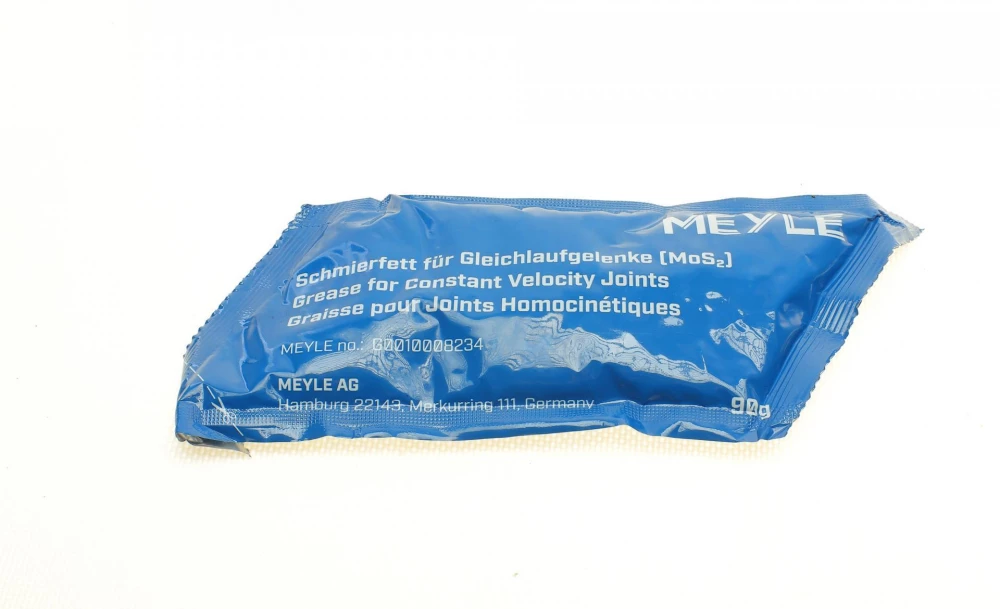 MEYLE
Schmierfett für Gleichlaufgelenke (MoS₂)
Grease for Constant Velocity Joints
Graisse pour Joints Homocinétiques
MEYLE no.: G0010008234
MEYLE AG
Hamburg 22143, Merkurring 111, Germany
90g